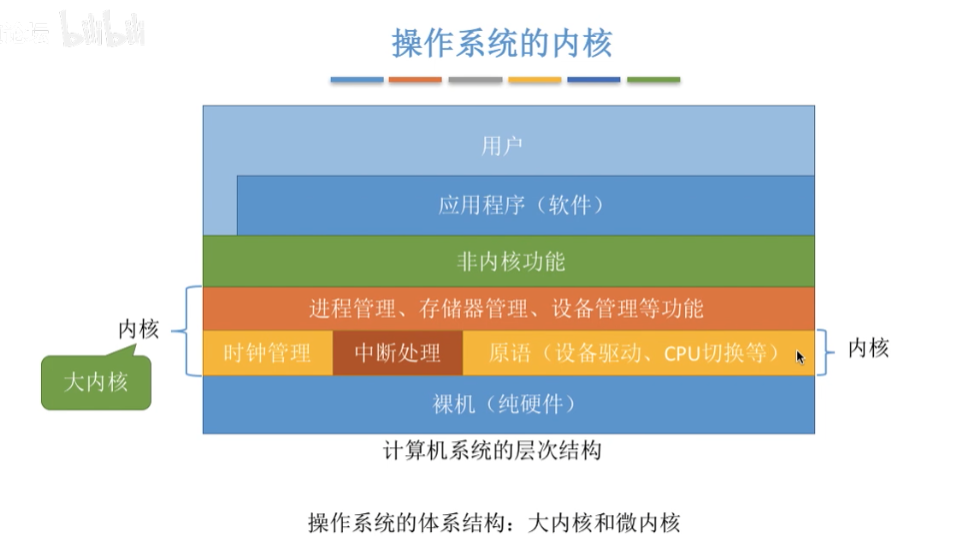 bilibili
操作系统的内核
用户
应用程序（软件）
非内核功能
进程管理、存储器管理、设备管理等功能
内核
时钟管理
中断处理
原语（设备驱动、CPU切换等）
内核
大内核
裸机（纯硬件）
计算机系统的层次结构
操作系统的体系结构：大内核和微内核